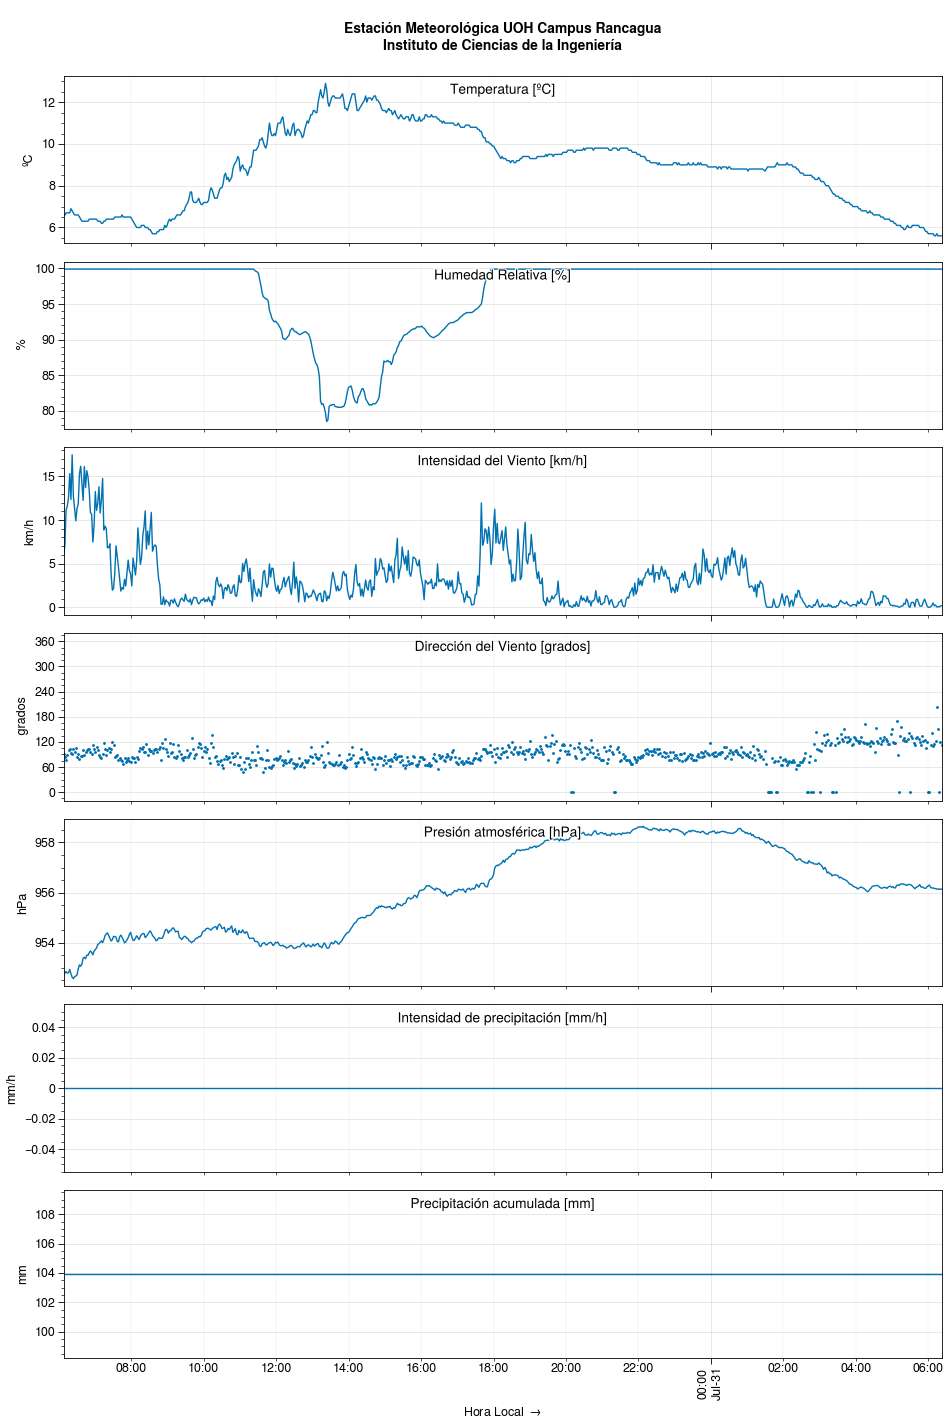 Estación Meteorológica UOH Campus Rancagua
Instituto de Ciencias de la Ingeniería
Temperatura [ºC]
ºC
12
10
8
6
Humedad Relativa [%]
%
100
95
90
85
80
Intensidad del Viento [km/h]
km/h
15
10
5
0
Dirección del Viento [grados]
grados
360
300
240
180
120
60
0
Presión atmosférica [hPa]
hPa
958
956
954
Intensidad de precipitación [mm/h]
mm/h
0.04
0.02
0
−0.02
−0.04
Precipitación acumulada [mm]
mm
108
106
104
102
100
08:00 10:00 12:00 14:00 16:00 18:00 20:00 22:00 00:00 02:00 04:00 06:00
Jul-31
Hora Local →